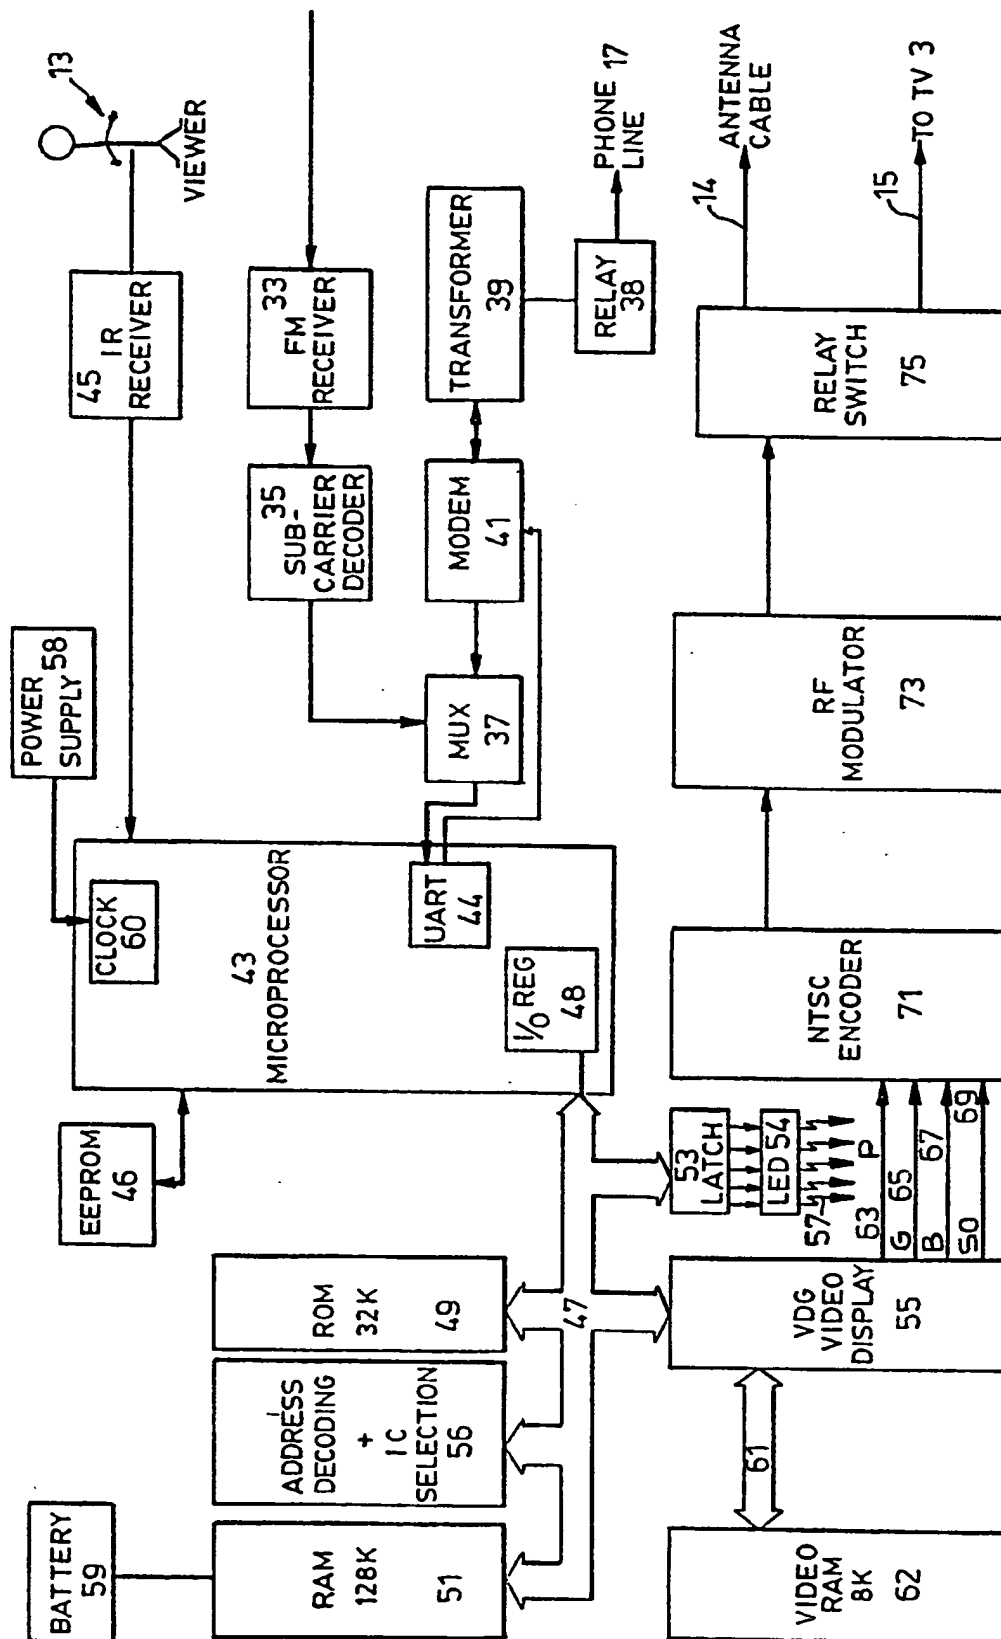 BATTERY
59
EEPROM
46
POWER
SUPPLY 58
45 IR
RECEIVER
13
VIEWER
RAM
128K
51
ADDRESS
DECODING
+
IC
SELECTION
56
ROM
32K
49
47
CLOCK
60
43
MICROPROCESSOR
I/O REG
48
UART
44
35
SUB-
CARRIER
DECODER
33
FM
RECEIVER
MUX
37
MODEM
41
TRANSFORMER
39
RELAY
38
PHONE 17
LINE
53
LATCH
LED 54
57
P
VIDEO
RAM
8K
62
61
VDG
VIDEO
DISPLAY
55
63
G 65
B 67
SO 69
NTSC
ENCODER
71
RF
MODULATOR
73
RELAY
SWITCH
75
14
ANTENNA
CABLE
15
TO TV 3